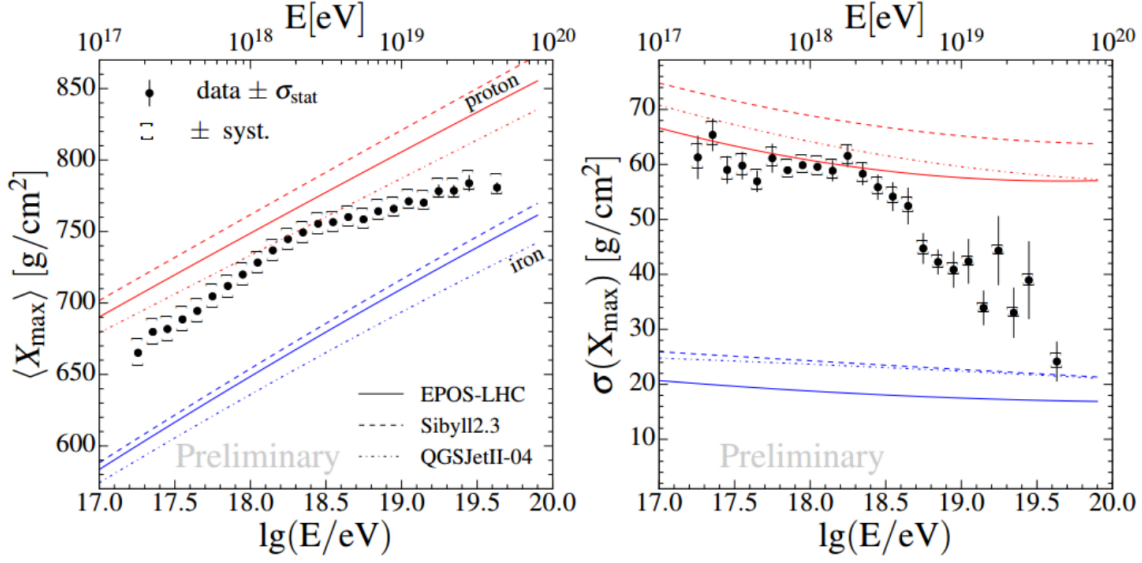 E[eV]
10^17 10^18 10^19 10^20
850
800
750
700
650
600
⟨X_max⟩ [g/cm^2]
data ± σ_stat
± syst.
proton
iron
EPOS-LHC
Sibyll2.3
QGSJetII-04
Preliminary
17.0 17.5 18.0 18.5 19.0 19.5 20.0
lg(E/eV)
E[eV]
10^17 10^18 10^19 10^20
70
60
50
40
30
20
10
σ(X_max) [g/cm^2]
Preliminary
17.0 17.5 18.0 18.5 19.0 19.5 20.0
lg(E/eV)